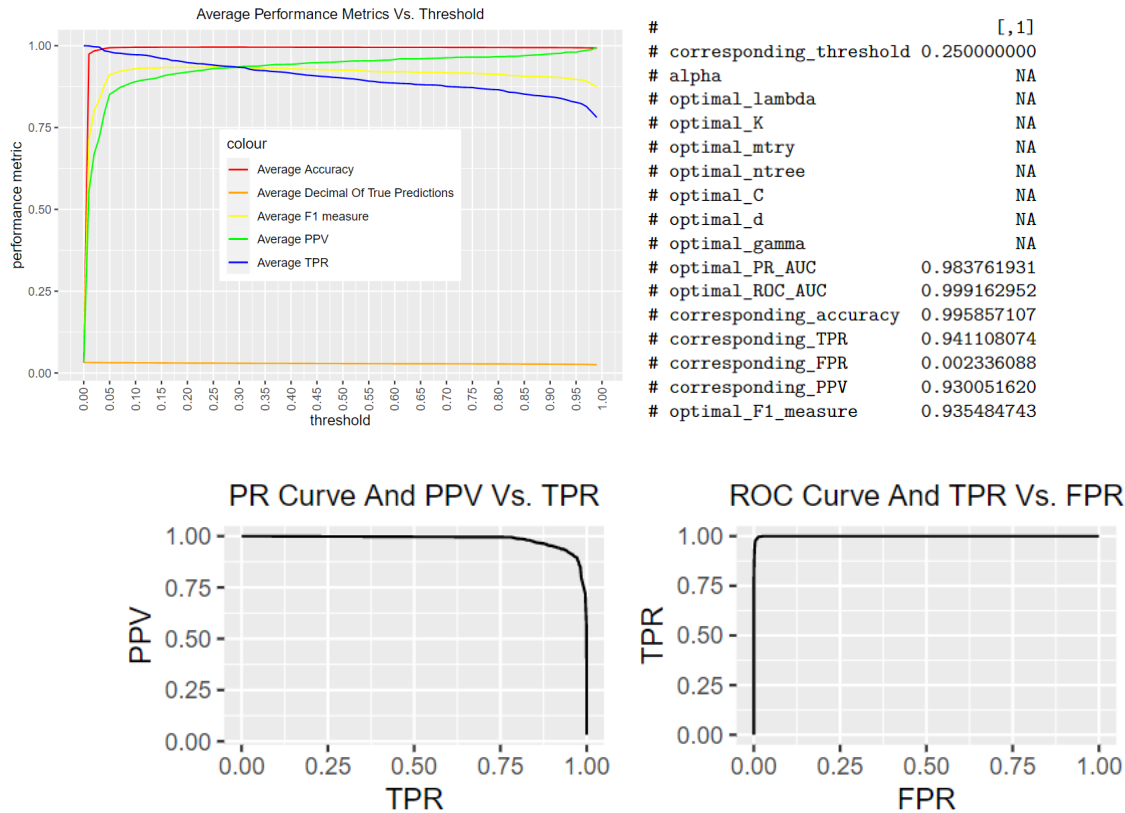 Average Performance Metrics Vs. Threshold
performance metric
1.00
0.75
0.50
0.25
0.00
colour
Average Accuracy
Average Decimal Of True Predictions
Average F1 measure
Average PPV
Average TPR
0.00 0.05 0.10 0.15 0.20 0.25 0.30 0.35 0.40 0.45 0.50 0.55 0.60 0.65 0.70 0.75 0.80 0.85 0.90 0.95 1.00
threshold
# [,1]
# corresponding_threshold 0.250000000
# alpha NA
# optimal_lambda NA
# optimal_K NA
# optimal_mtry NA
# optimal_ntree NA
# optimal_C NA
# optimal_d NA
# optimal_gamma NA
# optimal_PR_AUC 0.983761931
# optimal_ROC_AUC 0.999162952
# corresponding_accuracy 0.995857107
# corresponding_TPR 0.941108074
# corresponding_FPR 0.002336088
# corresponding_PPV 0.930051620
# optimal_F1_measure 0.935484743
PR Curve And PPV Vs. TPR
PPV
1.00
0.75
0.50
0.25
0.00
0.00 0.25 0.50 0.75 1.00
TPR
ROC Curve And TPR Vs. FPR
TPR
1.00
0.75
0.50
0.25
0.00
0.00 0.25 0.50 0.75 1.00
FPR